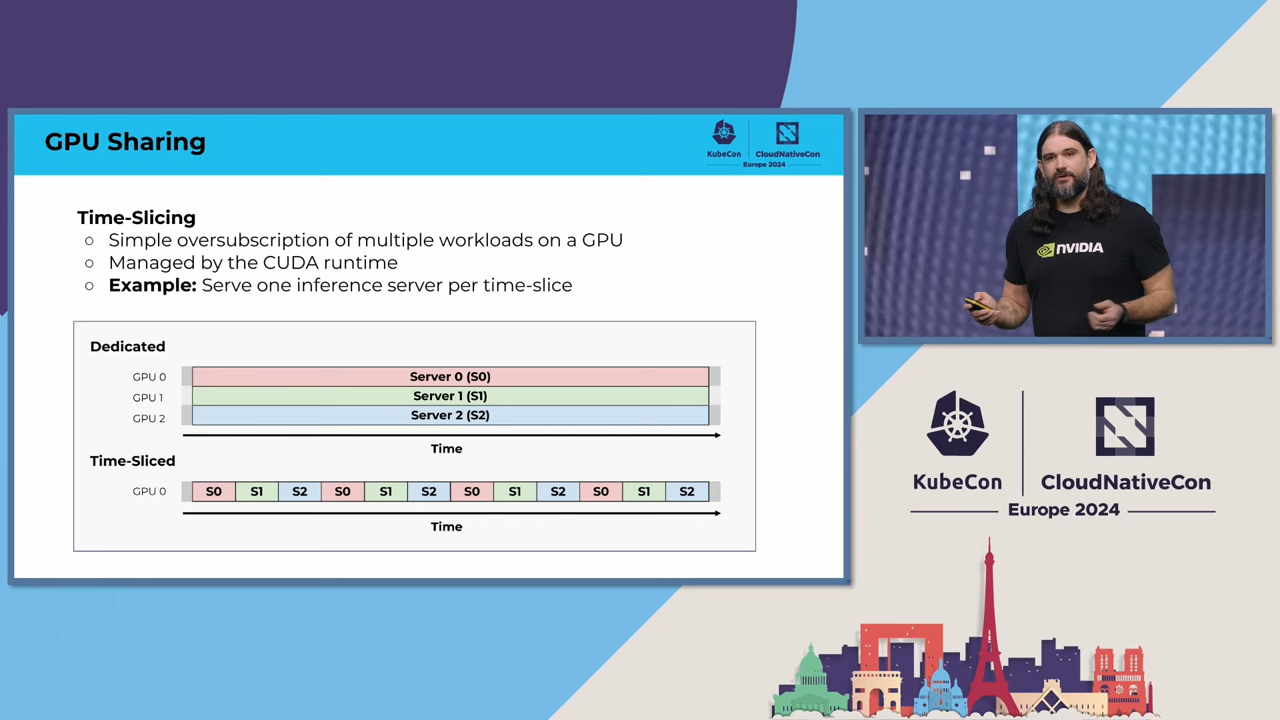 GPU Sharing
KubeCon
CloudNativeCon
Europe 2024
Time-Slicing
○ Simple oversubscription of multiple workloads on a GPU
○ Managed by the CUDA runtime
○ Example: Serve one inference server per time-slice
Dedicated
GPU 0 Server 0 (S0)
GPU 1 Server 1 (S1)
GPU 2 Server 2 (S2)
Time
Time-Sliced
GPU 0 S0 S1 S2 S0 S1 S2 S0 S1 S2 S0 S1 S2
Time
NVIDIA
KubeCon
CloudNativeCon
Europe 2024